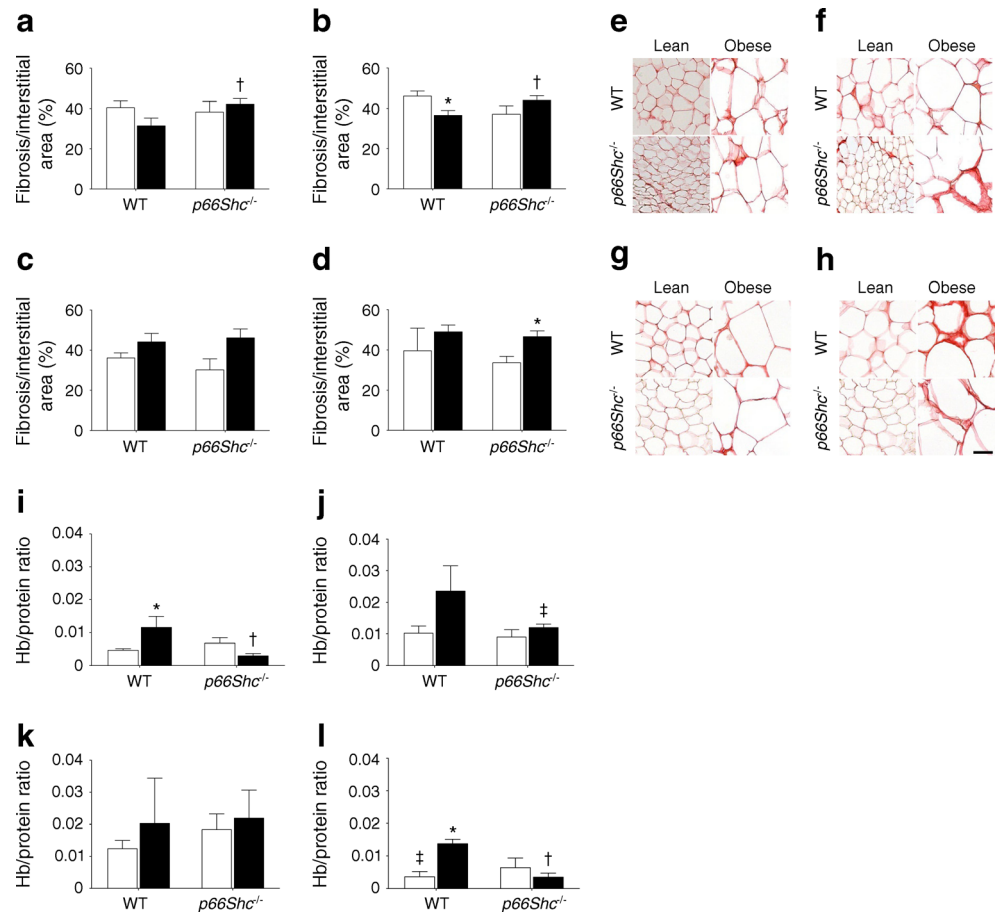 a
Fibrosis/interstitial
area (%)
60
40
20
0
†
WT
p66Shc-/-
b
Fibrosis/interstitial
area (%)
60
40
20
0
*
†
WT
p66Shc-/-
c
Fibrosis/interstitial
area (%)
60
40
20
0
WT
p66Shc-/-
d
Fibrosis/interstitial
area (%)
60
40
20
0
*
WT
p66Shc-/-
e
Lean Obese
WT
p66Shc-/-
f
Lean Obese
WT
p66Shc-/-
g
Lean Obese
WT
p66Shc-/-
h
Lean Obese
WT
p66Shc-/-
i
Hb/protein ratio
0.04
0.03
0.02
0.01
0
*
†
WT
p66Shc-/-
j
Hb/protein ratio
0.04
0.03
0.02
0.01
0
‡
WT
p66Shc-/-
k
Hb/protein ratio
0.04
0.03
0.02
0.01
0
WT
p66Shc-/-
l
Hb/protein ratio
0.04
0.03
0.02
0.01
0
‡
*
†
WT
p66Shc-/-